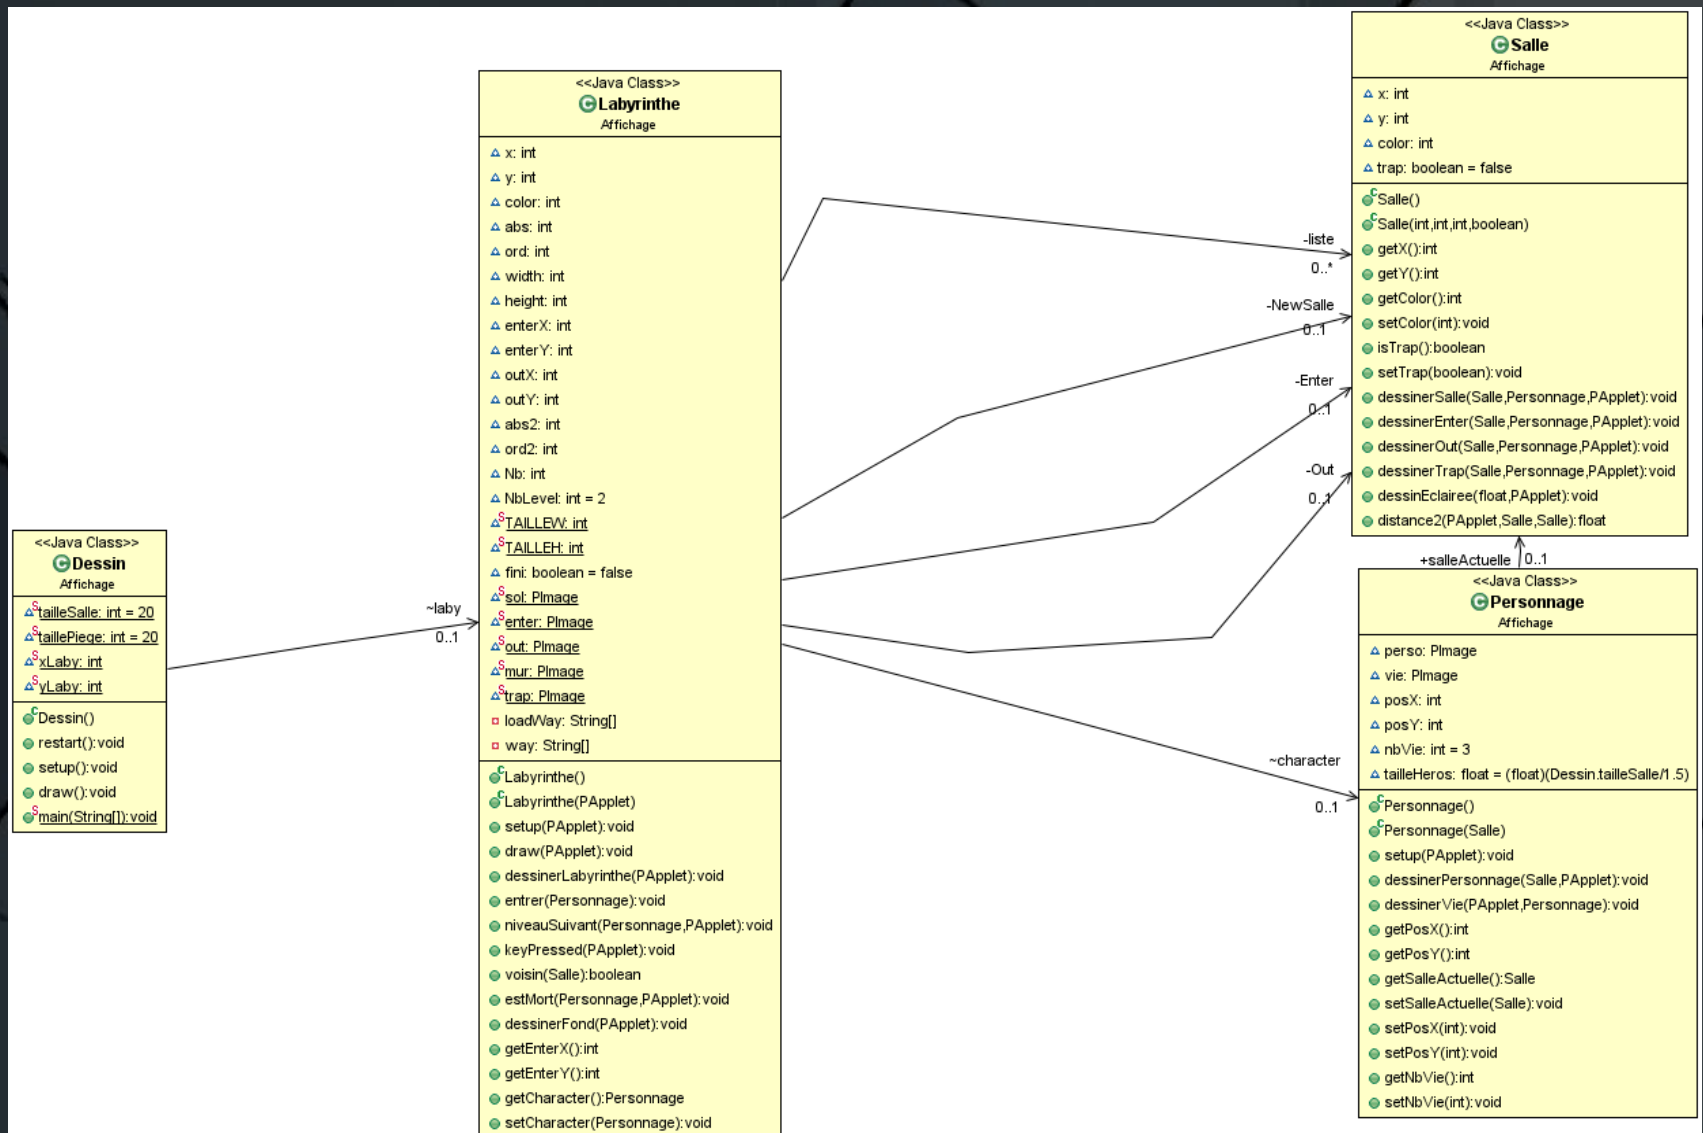 <<Java Class>>
Dessin
Affichage
tailleSalle: int = 20
taillePiege: int = 20
xLaby: int
yLaby: int
Dessin()
restart():void
setup():void
draw():void
main(String[]):void
~laby
0..1
<<Java Class>>
Labyrinthe
Affichage
x: int
y: int
color: int
abs: int
ord: int
width: int
height: int
enterX: int
enterY: int
outX: int
outY: int
abs2: int
ord2: int
Nb: int
NbLevel: int = 2
TAILLEW: int
TAILLEH: int
fini: boolean = false
sol: PImage
enter: PImage
out: PImage
mur: PImage
trap: PImage
loadWay: String[]
way: String[]
Labyrinthe()
Labyrinthe(PApplet)
setup(PApplet):void
draw(PApplet):void
dessinerLabyrinthe(PApplet):void
entrer(Personnage):void
niveauSuivant(Personnage,PApplet):void
keyPressed(PApplet):void
voisin(Salle):boolean
estMort(Personnage,PApplet):void
dessinerFond(PApplet):void
getEnterX():int
getEnterY():int
getCharacter():Personnage
setCharacter(Personnage):void
-liste
0..*
-NewSalle
0..1
-Enter
0..1
-Out
0..1
~character
0..1
<<Java Class>>
Salle
Affichage
x: int
y: int
color: int
trap: boolean = false
Salle()
Salle(int,int,int,boolean)
getX():int
getY():int
getColor():int
setColor(int):void
isTrap():boolean
setTrap(boolean):void
dessinerSalle(Salle,Personnage,PApplet):void
dessinerEnter(Salle,Personnage,PApplet):void
dessinerOut(Salle,Personnage,PApplet):void
dessinerTrap(Salle,Personnage,PApplet):void
dessinEclairee(float,PApplet):void
distance2(PApplet,Salle,Salle):float
+salleActuelle
0..1
<<Java Class>>
Personnage
Affichage
perso: PImage
vie: PImage
posX: int
posY: int
nbVie: int = 3
tailleHeros: float = (float)(Dessin.tailleSalle/1.5)
Personnage()
Personnage(Salle)
setup(PApplet):void
dessinerPersonnage(Salle,PApplet):void
dessinerVie(PApplet,Personnage):void
getPosX():int
getPosY():int
getSalleActuelle():Salle
setSalleActuelle(Salle):void
setPosX(int):void
setPosY(int):void
getNbVie():int
setNbVie(int):void